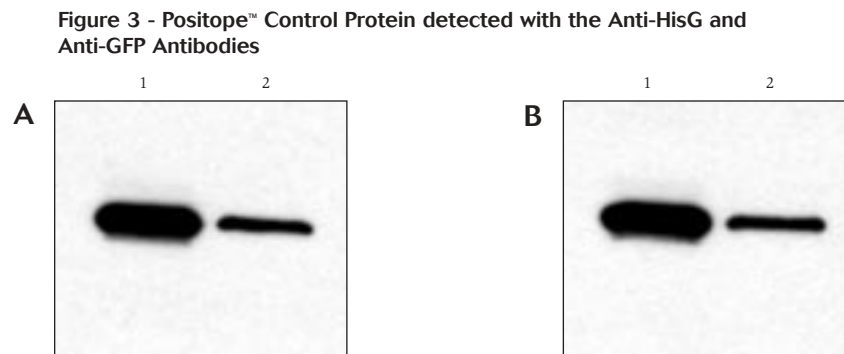 Figure 3 - Positope™ Control Protein detected with the Anti-HisG and
Anti-GFP Antibodies
1 2
A
1 2
B